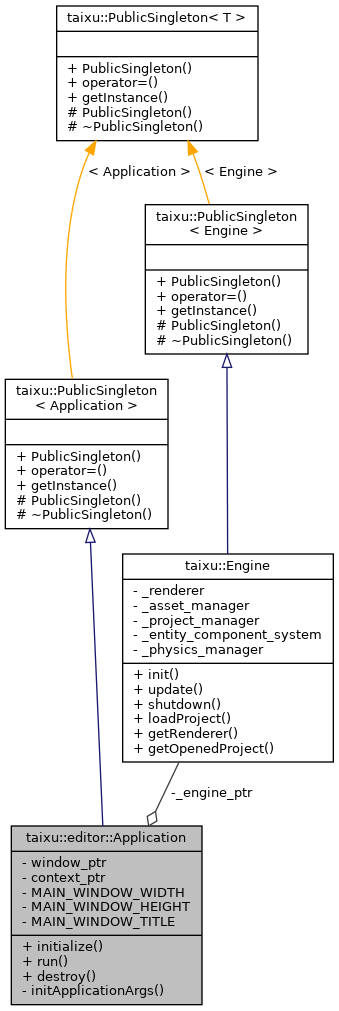 taixu::PublicSingleton< T >
+ PublicSingleton()
+ operator=()
+ getInstance()
# PublicSingleton()
# ~PublicSingleton()
< Application >
< Engine >
taixu::PublicSingleton
< Engine >
+ PublicSingleton()
+ operator=()
+ getInstance()
# PublicSingleton()
# ~PublicSingleton()
taixu::PublicSingleton
< Application >
+ PublicSingleton()
+ operator=()
+ getInstance()
# PublicSingleton()
# ~PublicSingleton()
taixu::Engine
- _renderer
- _asset_manager
- _project_manager
- _entity_component_system
- _physics_manager
+ init()
+ update()
+ shutdown()
+ loadProject()
+ getRenderer()
+ getOpenedProject()
-_engine_ptr
taixu::editor::Application
- window_ptr
- context_ptr
- MAIN_WINDOW_WIDTH
- MAIN_WINDOW_HEIGHT
- MAIN_WINDOW_TITLE
+ initialize()
+ run()
+ destroy()
- initApplicationArgs()